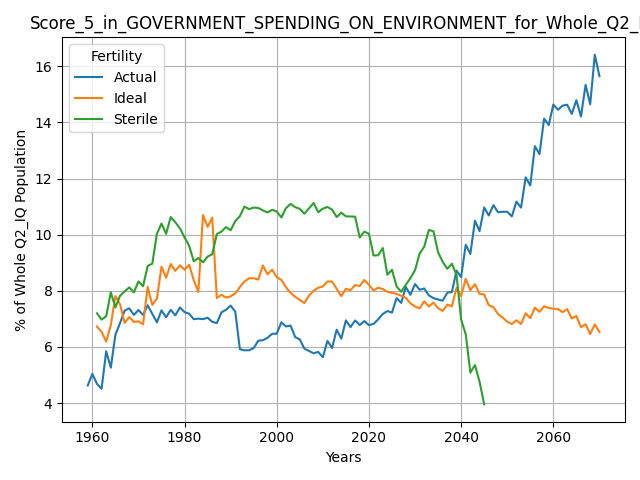 Score_5_in_GOVERNMENT_SPENDING_ON_ENVIRONMENT_for_Whole_Q2_I
Fertility
Actual
Ideal
Sterile
% of Whole Q2_IQ Population
16
14
12
10
8
6
4
1960 1980 2000 2020 2040 2060
Years